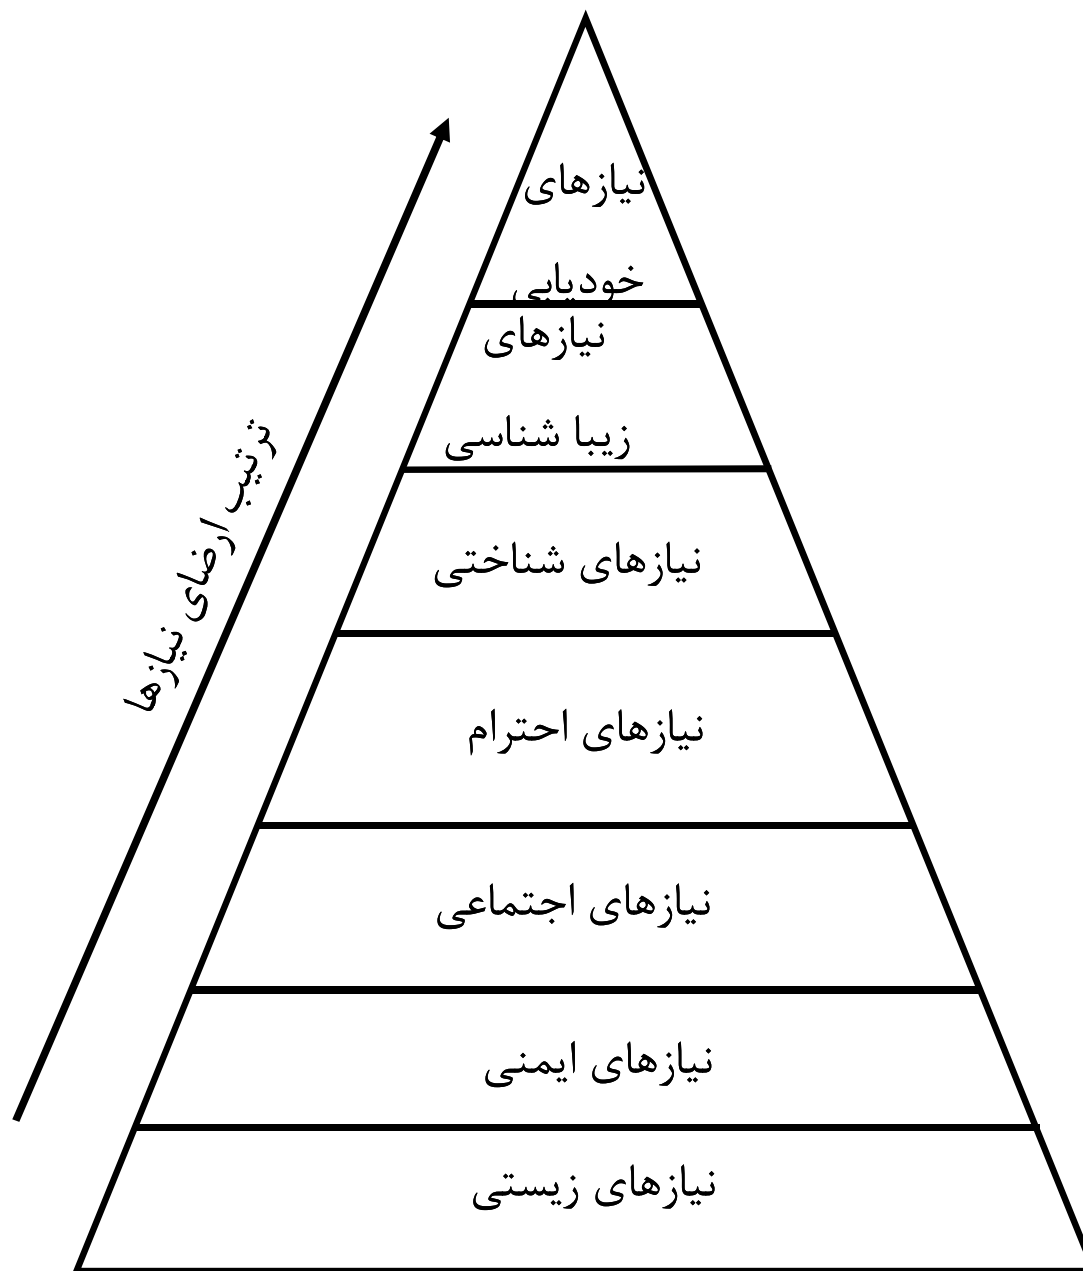 نیازهای
خودیابی
نیازهای
زیبا شناسی
نیازهای شناختی
نیازهای احترام
نیازهای اجتماعی
نیازهای ایمنی
نیازهای زیستی
ترتیب ارضای نیازها